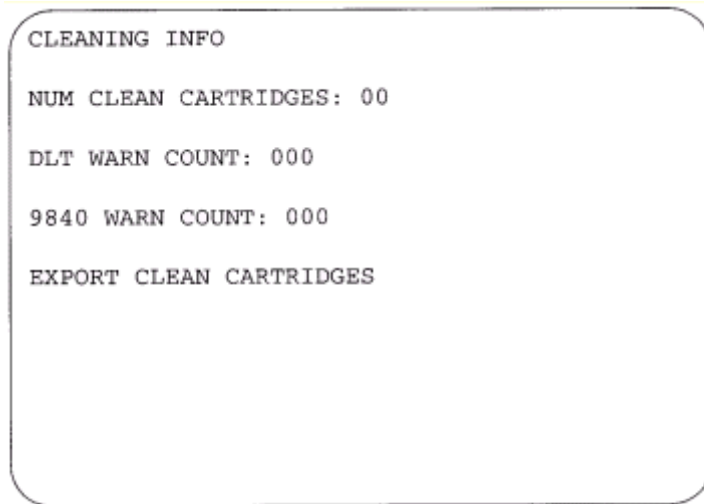 CLEANING INFO
NUM CLEAN CARTRIDGES: 00
DLT WARN COUNT: 000
9840 WARN COUNT: 000
EXPORT CLEAN CARTRIDGES